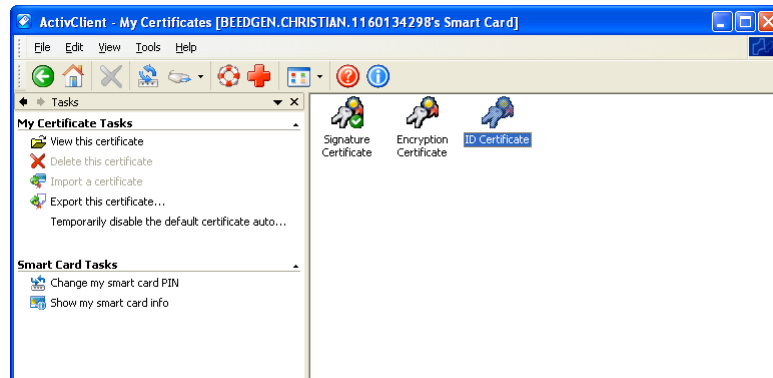 ActivClient - My Certificates [BEEDGEN.CHRISTIAN.1160134298's Smart Card]
File Edit View Tools Help
Tasks
My Certificate Tasks
View this certificate
Delete this certificate
Import a certificate
Export this certificate...
Temporarily disable the default certificate auto...
Smart Card Tasks
Change my smart card PIN
Show my smart card info
Signature
Certificate
Encryption
Certificate
ID Certificate